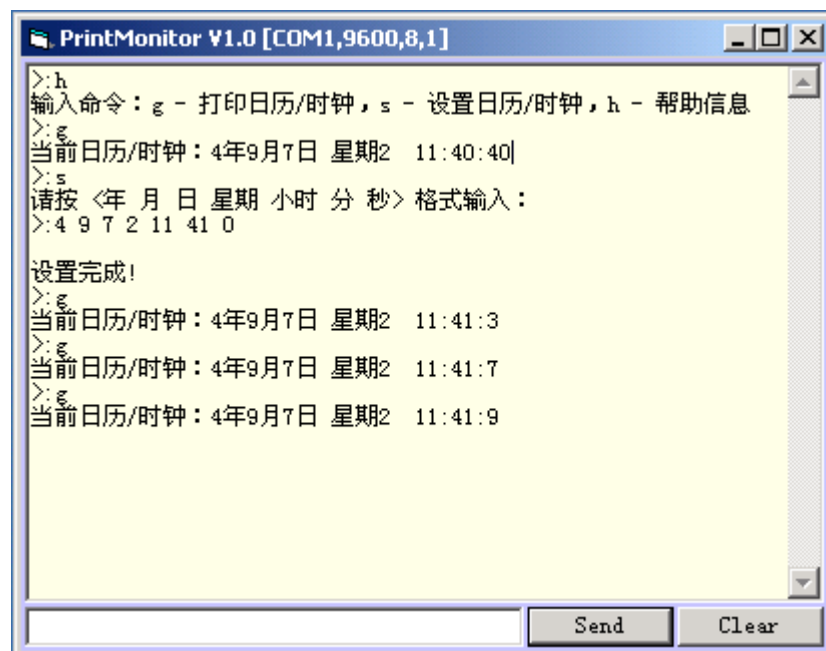 PrintMonitor V1.0 [COM1,9600,8,1]
>:h
输入命令：g - 打印日历/时钟，s - 设置日历/时钟，h - 帮助信息
>:g
当前日历/时钟：4年9月7日 星期2  11:40:40
>:s
请按 <年 月 日 星期 小时 分 秒> 格式输入：
>:4 9 7 2 11 41 0
设置完成!
>:g
当前日历/时钟：4年9月7日 星期2  11:41:3
>:g
当前日历/时钟：4年9月7日 星期2  11:41:7
>:g
当前日历/时钟：4年9月7日 星期2  11:41:9
Send Clear